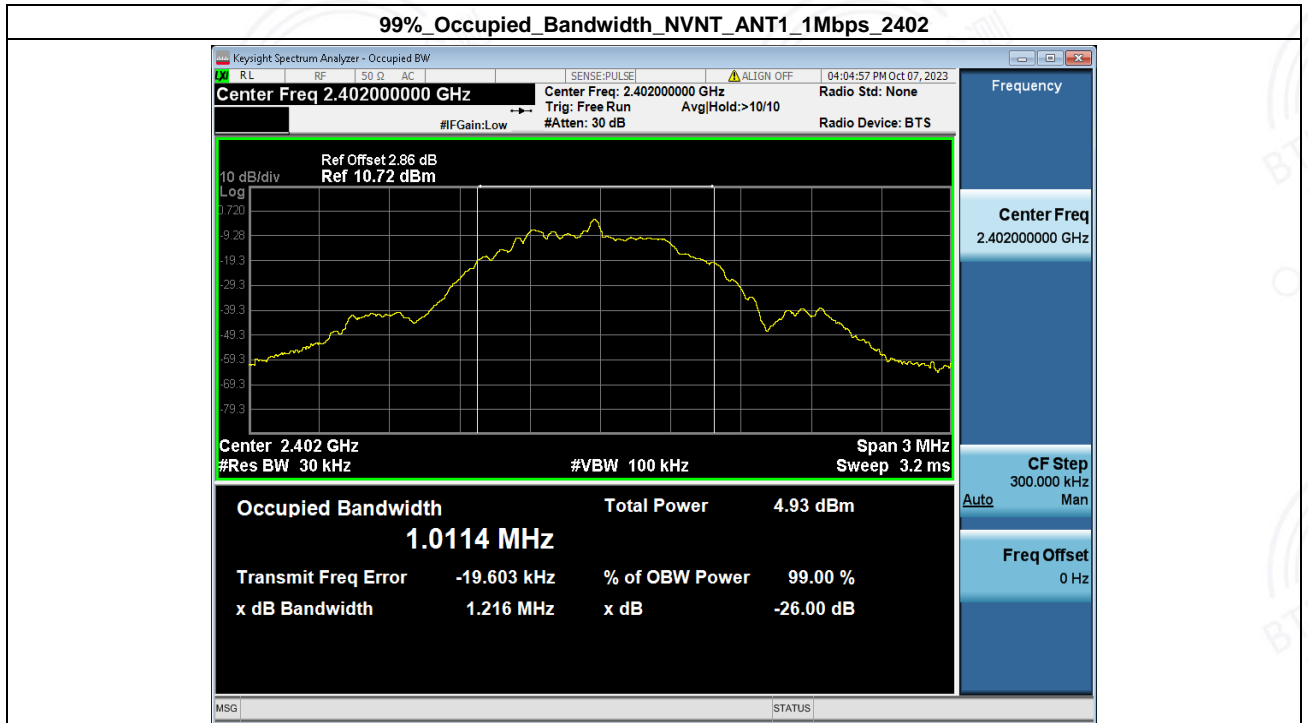 99%_Occupied_Bandwidth_NVNT_ANT1_1Mbps_2402
Keysight Spectrum Analyzer - Occupied BW
LXI RL RF 50 Ω AC SENSE:PULSE ALIGN OFF 04:04:57 PM Oct 07, 2023
Center Freq 2.402000000 GHz
Center Freq: 2.402000000 GHz
Radio Std: None
Trig: Free Run Avg|Hold:>10/10
#IFGain:Low
#Atten: 30 dB
Radio Device: BTS
Frequency
Ref Offset 2.86 dB
10 dB/div Ref 10.72 dBm
Log
0.720
-9.28
-19.3
-29.3
-39.3
-49.3
-59.3
-69.3
-79.3
Center 2.402 GHz Span 3 MHz
#Res BW 30 kHz #VBW 100 kHz Sweep 3.2 ms
Center Freq
2.402000000 GHz
CF Step
300.000 kHz
Auto Man
Freq Offset
0 Hz
Occupied Bandwidth Total Power 4.93 dBm
1.0114 MHz
Transmit Freq Error -19.603 kHz % of OBW Power 99.00 %
x dB Bandwidth 1.216 MHz x dB -26.00 dB
MSG STATUS